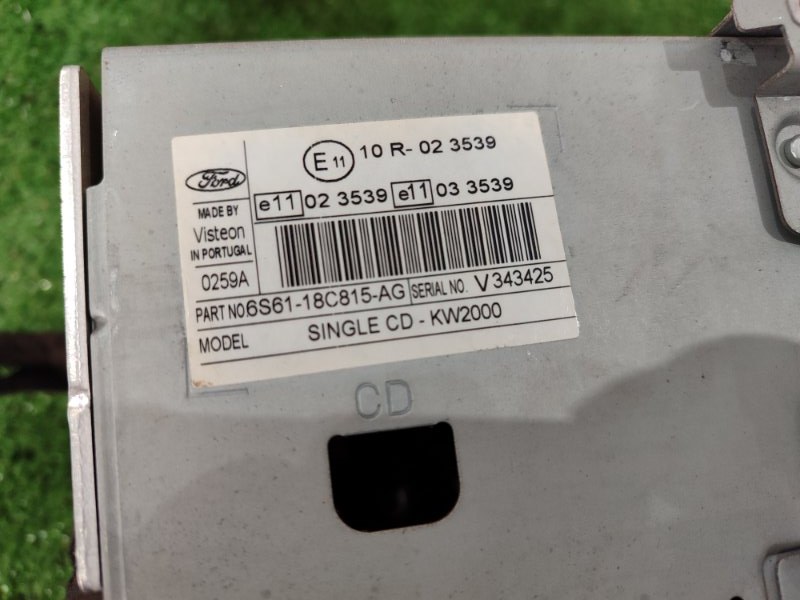 E 11 10 R- 02 3539
Ford
e11 02 3539 e11 03 3539
MADE BY
Visteon
IN PORTUGAL
0259A
PART NO. 6S61-18C815-AG SERIAL NO. V343425
MODEL SINGLE CD - KW2000
CD